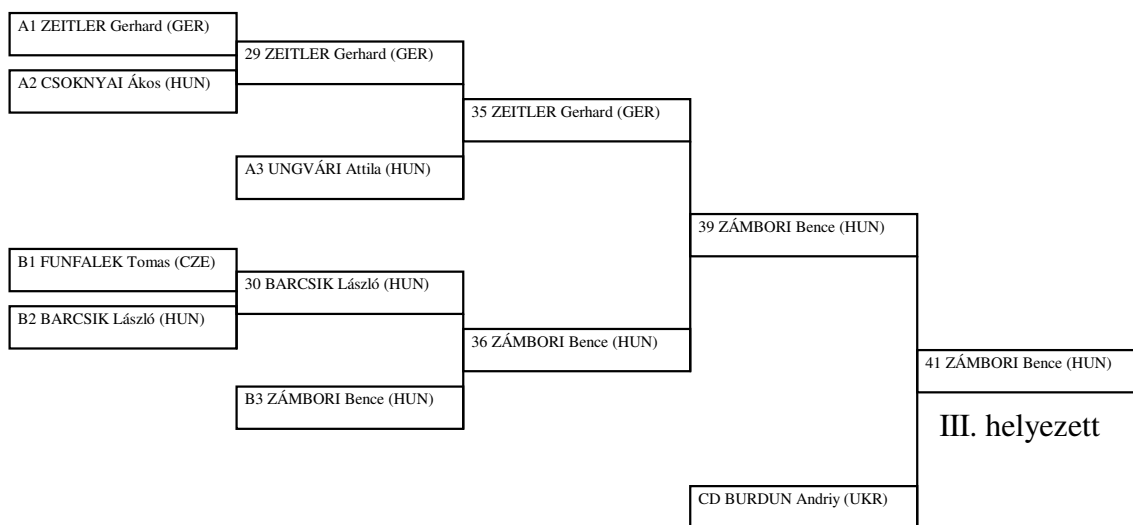 A1 ZEITLER Gerhard (GER)
29 ZEITLER Gerhard (GER)
A2 CSOKNYAI Ákos (HUN)
35 ZEITLER Gerhard (GER)
A3 UNGVÁRI Attila (HUN)
39 ZÁMBORI Bence (HUN)
B1 FUNFALEK Tomas (CZE)
30 BARCSIK László (HUN)
B2 BARCSIK László (HUN)
36 ZÁMBORI Bence (HUN)
41 ZÁMBORI Bence (HUN)
B3 ZÁMBORI Bence (HUN)
III. helyezett
CD BURDUN Andriy (UKR)